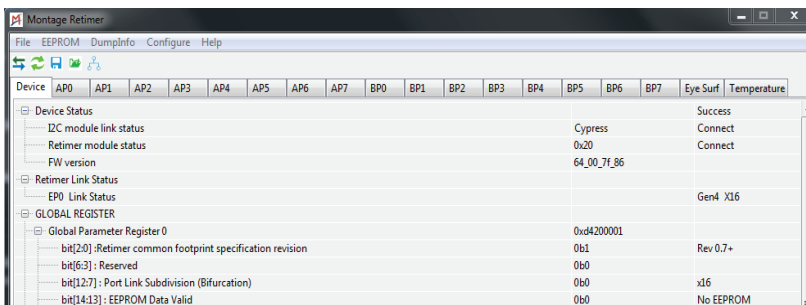 Montage Retimer
File EEPROM DumpInfo Configure Help
Device AP0 AP1 AP2 AP3 AP4 AP5 AP6 AP7 BP0 BP1 BP2 BP3 BP4 BP5 BP6 BP7 Eye Surf Temperature
Device Status Success
I2C module link status Cypress Connect
Retimer module status 0x20 Connect
FW version 64_00_7f_86
Retimer Link Status
EP0 Link Status Gen4 X16
GLOBAL REGISTER
Global Parameter Register 0 0xd4200001
bit[2:0] :Retimer common footprint specification revision 0b1 Rev 0.7+
bit[6:3] : Reserved 0b0
bit[12:7] : Port Link Subdivision (Bifurcation) 0b0 x16
bit[14:13] : EEPROM Data Valid 0b0 No EEPROM